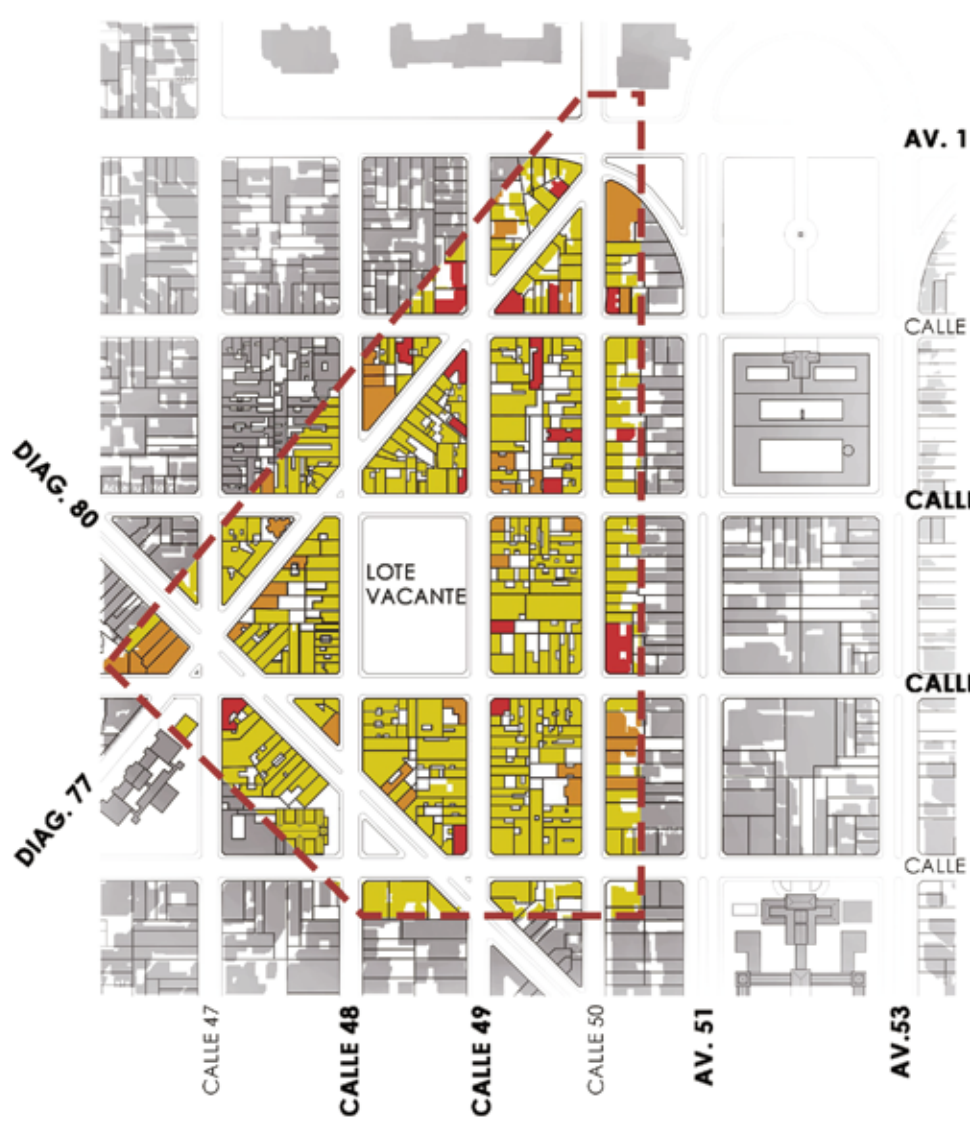 AV. 1
CALLE
DIAG. 80
CALLE
LOTE
VACANTE
CALLE
DIAG. 77
CALLE
CALLE 47
CALLE 48
CALLE 49
CALLE 50
AV. 51
AV.53